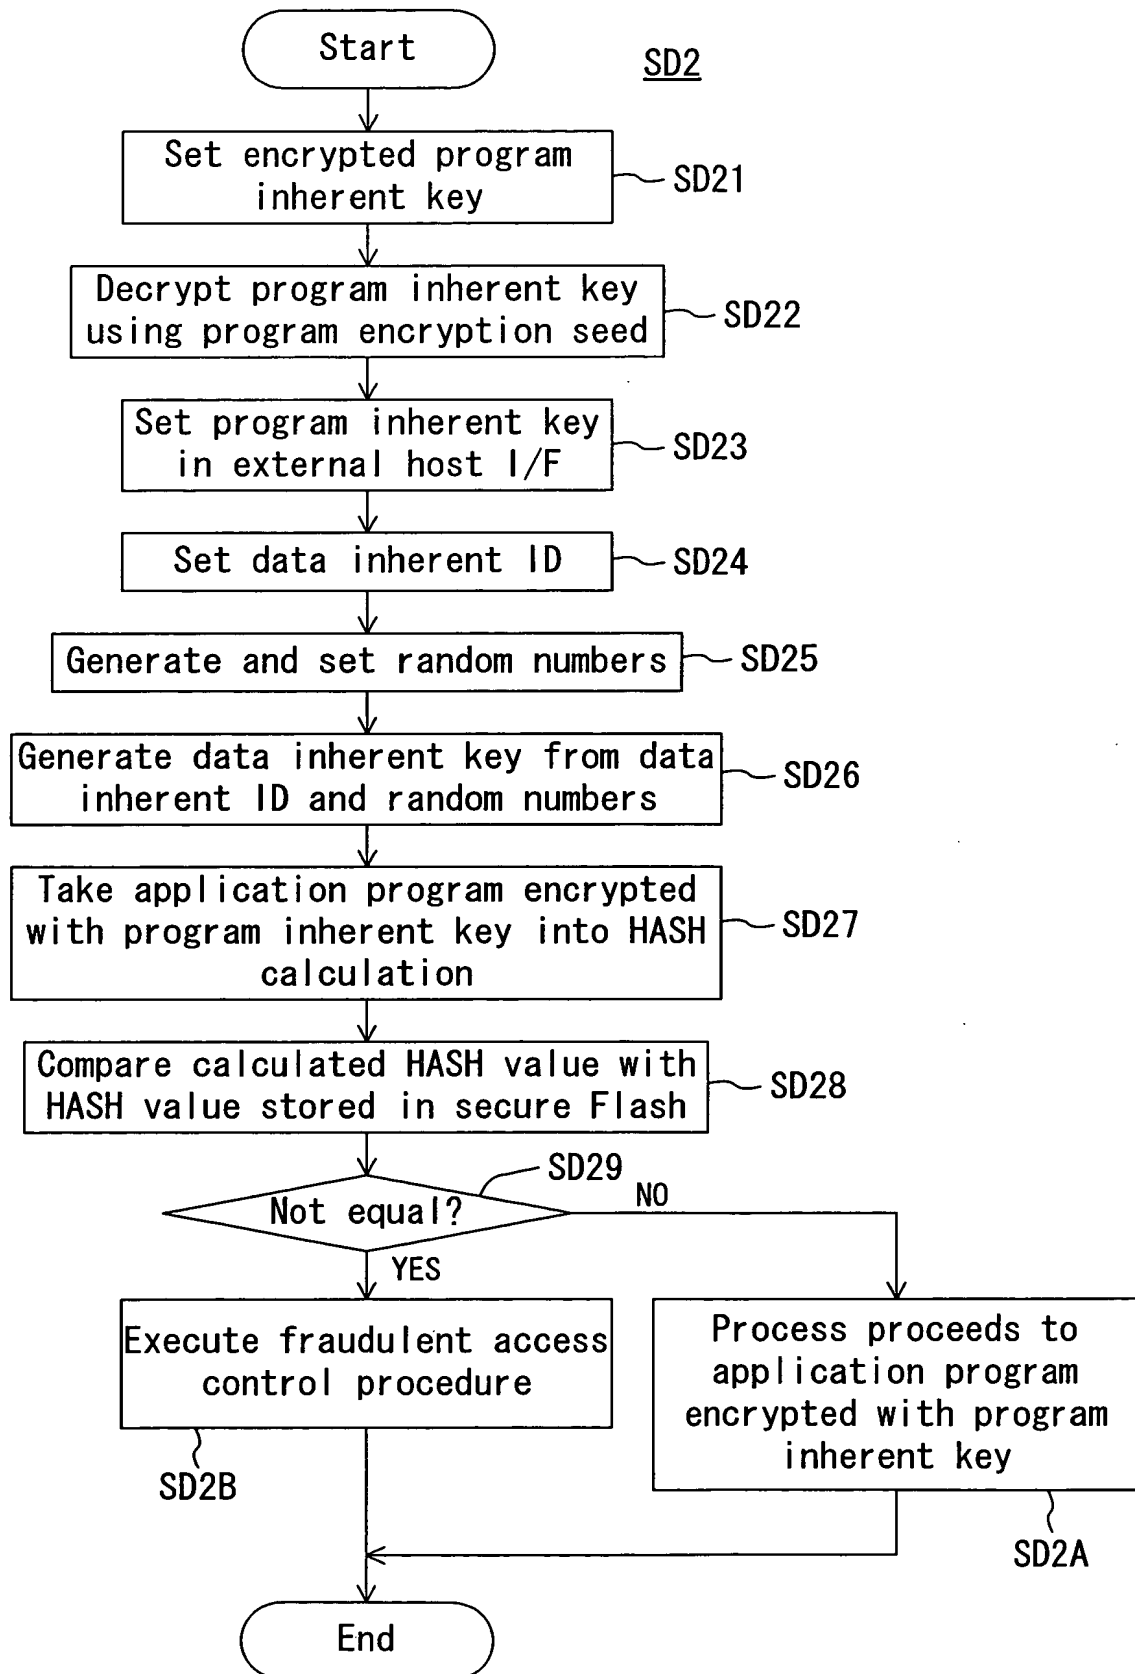 Start
SD2
Set encrypted program
inherent key
SD21
Decrypt program inherent key
using program encryption seed
SD22
Set program inherent key
in external host I/F
SD23
Set data inherent ID
SD24
Generate and set random numbers
SD25
Generate data inherent key from data
inherent ID and random numbers
SD26
Take application program encrypted
with program inherent key into HASH
calculation
SD27
Compare calculated HASH value with
HASH value stored in secure Flash
SD28
SD29
Not equal?
NO
YES
Execute fraudulent access
control procedure
SD2B
Process proceeds to
application program
encrypted with program
inherent key
SD2A
End